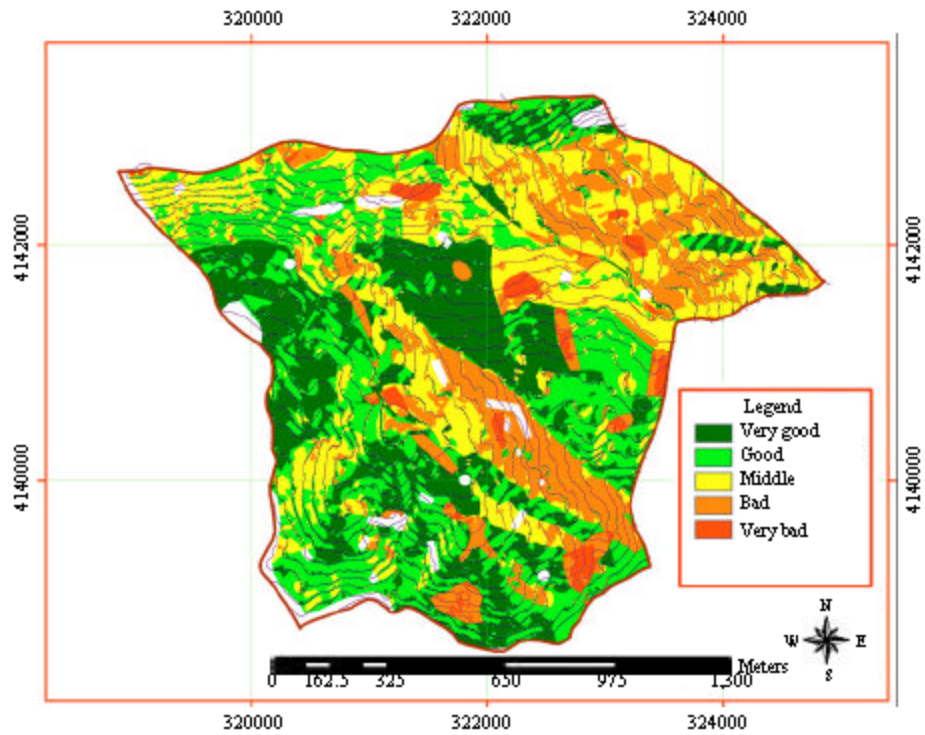 320000 322000 324000
4142000 4142000
Legend
Very good
Good
Middle
Bad
Very bad
4140000 4140000
N
W E
S
Meters
0 162.5 325 650 975 1,300
320000 322000 324000